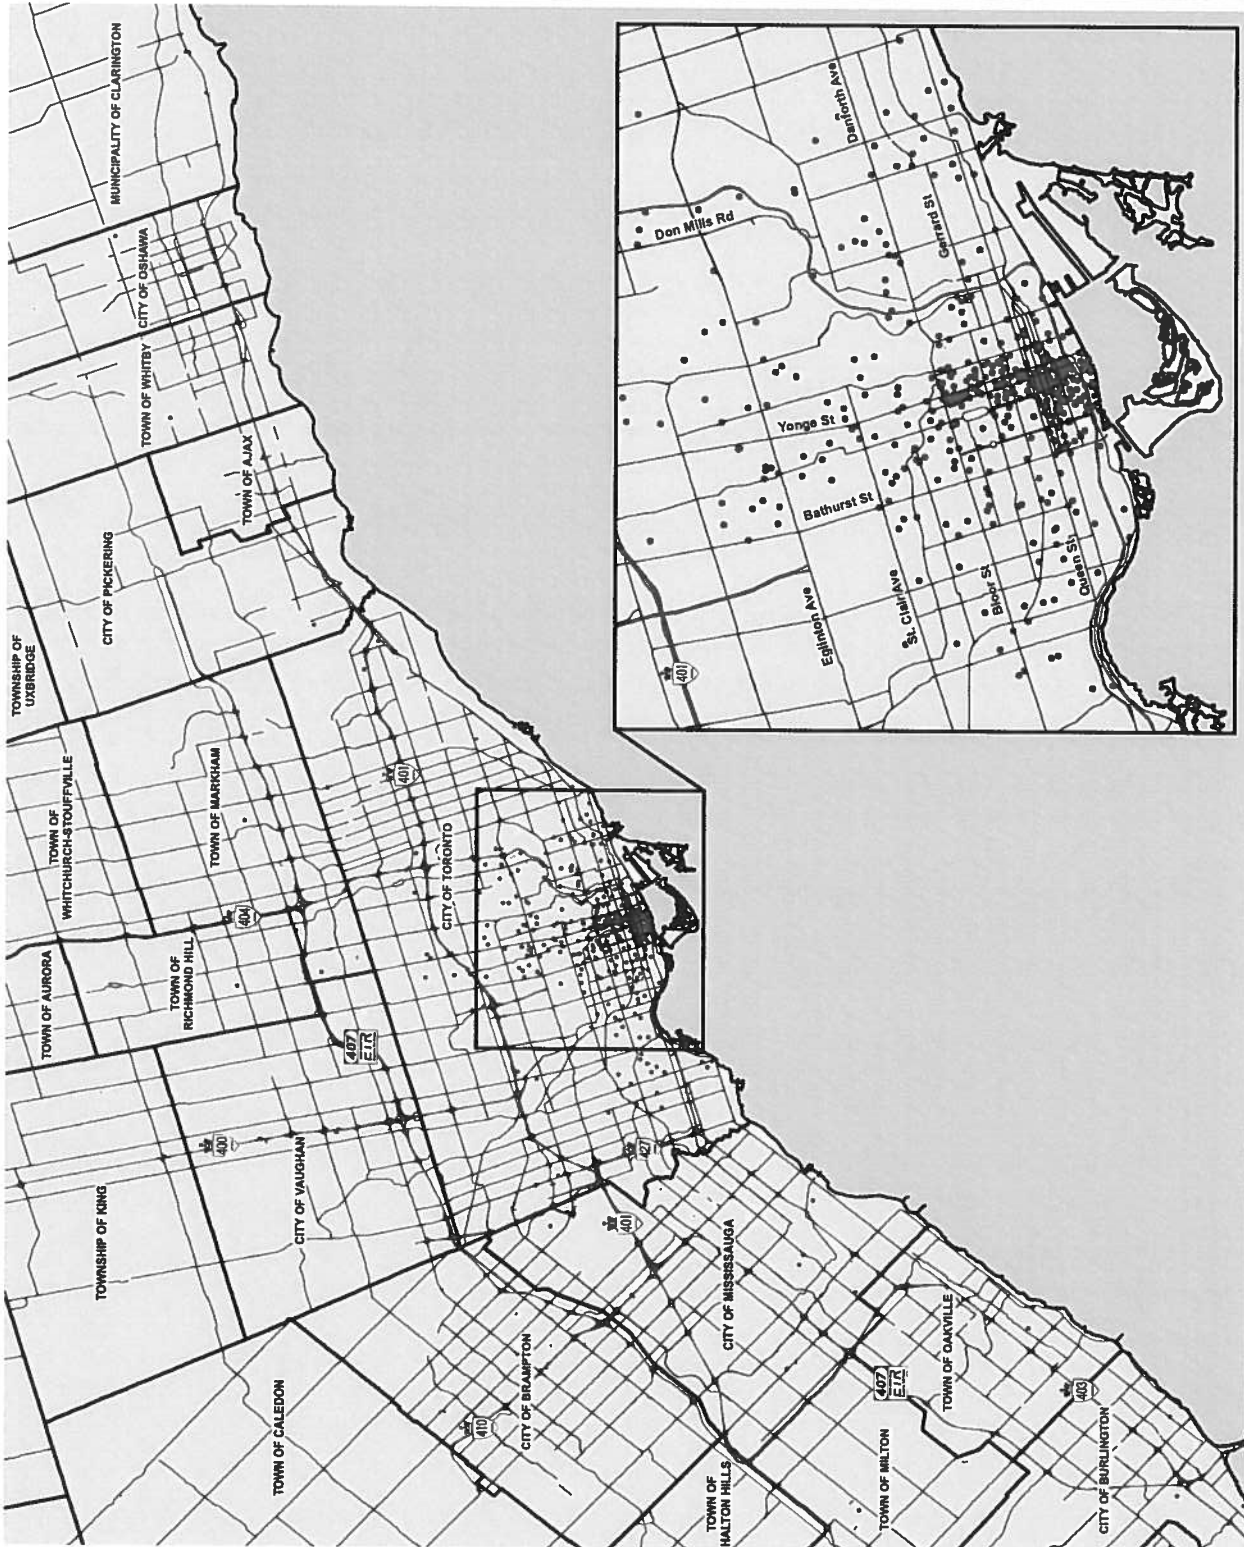 MUNICIPALITY OF CLARINGTON
CITY OF OSHAWA
TOWN OF WHITBY
TOWN OF AJAX
CITY OF PICKERING
TOWNSHIP OF
UXBRIDGE
TOWN OF
WHITCHURCH-STOUFFVILLE
TOWN OF MARKHAM
401
CITY OF TORONTO
404
TOWN OF AURORA
TOWN OF
RICHMOND HILL
407
ETR
400
TOWNSHIP OF KING
CITY OF VAUGHAN
427
401
CITY OF MISSISSAUGA
TOWN OF CALEDON
410
CITY OF BRAMPTON
407
ETR
TOWN OF OAKVILLE
403
TOWN OF
HALTON HILLS
TOWN OF MILTON
CITY OF BURLINGTON
Danforth Ave
Don Mills Rd
Gerrard St
Yonge St
Bathurst St
Eglinton Ave
St. Clair Ave
Bloor St
Queen St
401